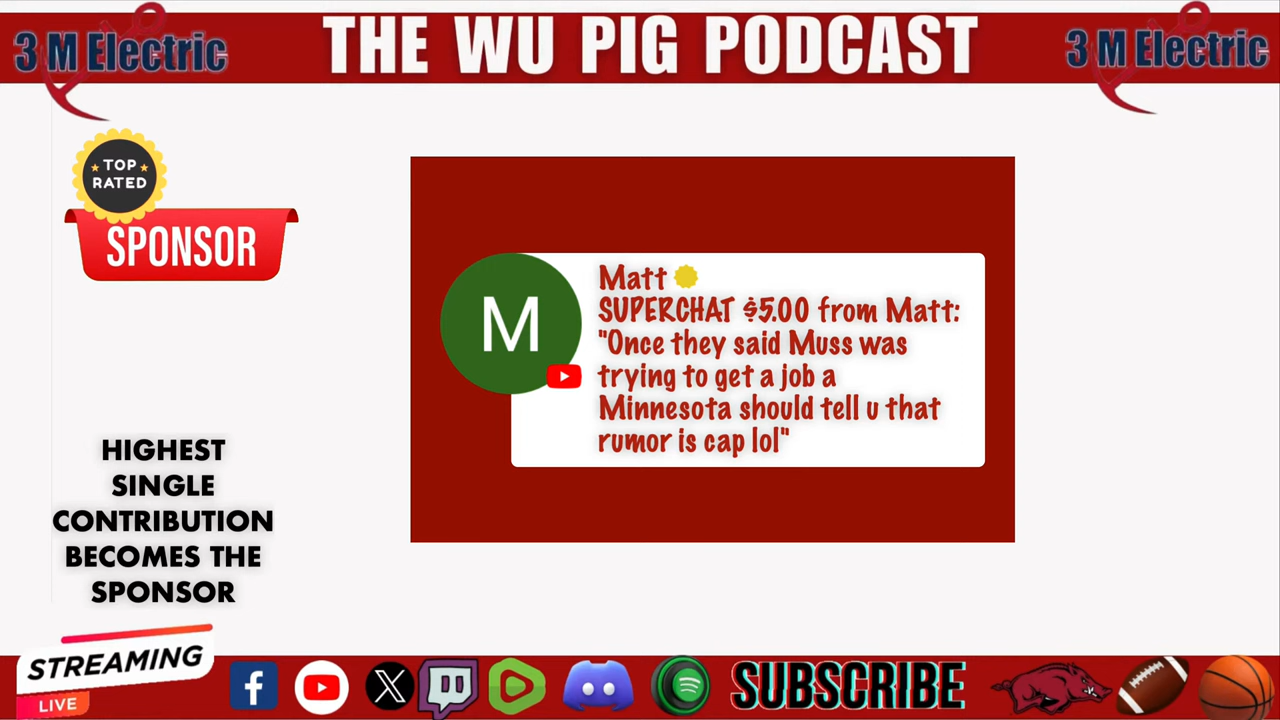 3 M Electric
THE WU PIG PODCAST
3 M Electric
TOP
RATED
SPONSOR
M
Matt
SUPERCHAT $5.00 from Matt:
"Once they said Muss was
trying to get a job a
Minnesota should tell u that
rumor is cap lol"
HIGHEST
SINGLE
CONTRIBUTION
BECOMES THE
SPONSOR
STREAMING
LIVE
SUBSCRIBE